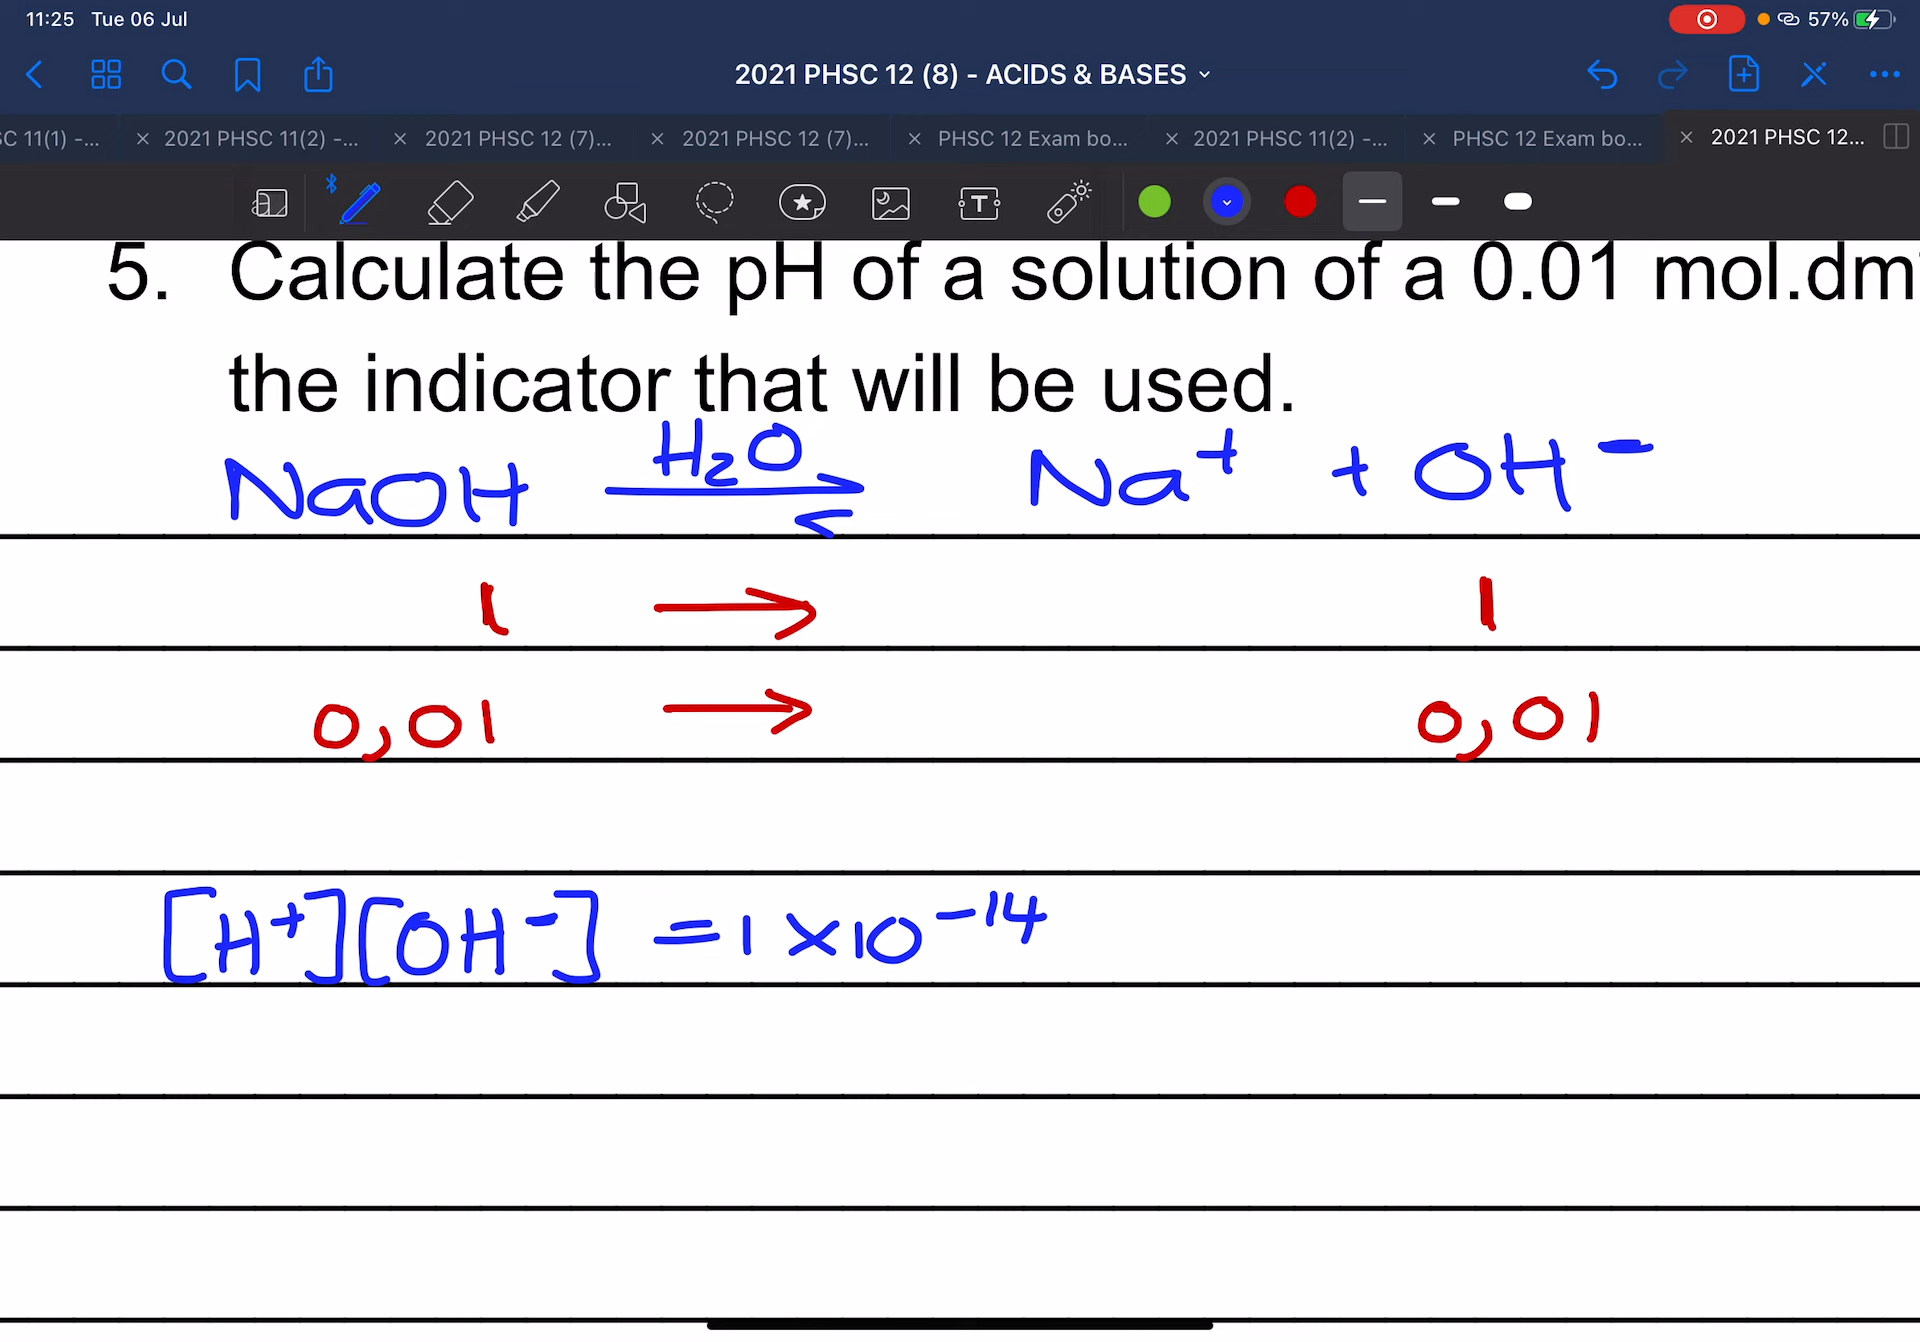 11:25 Tue 06 Jul 57%
2021 PHSC 12 (8) - ACIDS & BASES
SC 11(1) -... × 2021 PHSC 11(2) -... × 2021 PHSC 12 (7)... × 2021 PHSC 12 (7)... × PHSC 12 Exam bo... × 2021 PHSC 11(2) -... × PHSC 12 Exam bo... × 2021 PHSC 12...
T
5. Calculate the pH of a solution of a 0.01 mol.dm
the indicator that will be used.
NaOH H₂O ⇌ Na⁺ + OH⁻
1 → 1
0,01 → 0,01
[H⁺][OH⁻] = 1 × 10⁻¹⁴